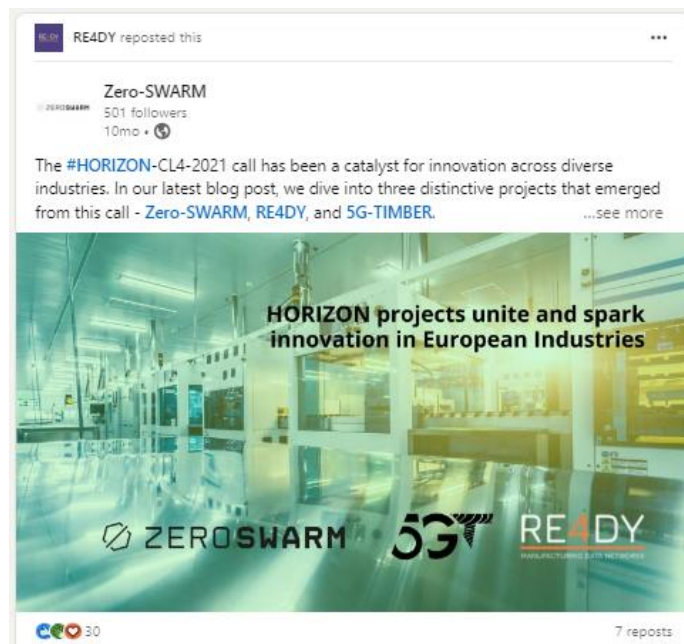 RE4DY reposted this
Zero-SWARM
501 followers
10mo •
The #HORIZON-CL4-2021 call has been a catalyst for innovation across diverse
industries. In our latest blog post, we dive into three distinctive projects that emerged
from this call - Zero-SWARM, RE4DY, and 5G-TIMBER. ...see more
HORIZON projects unite and spark
innovation in European Industries
ZEROSWARM
5GT
RE4DY
MANUFACTURING DATA NETWORKS
30
7 reposts